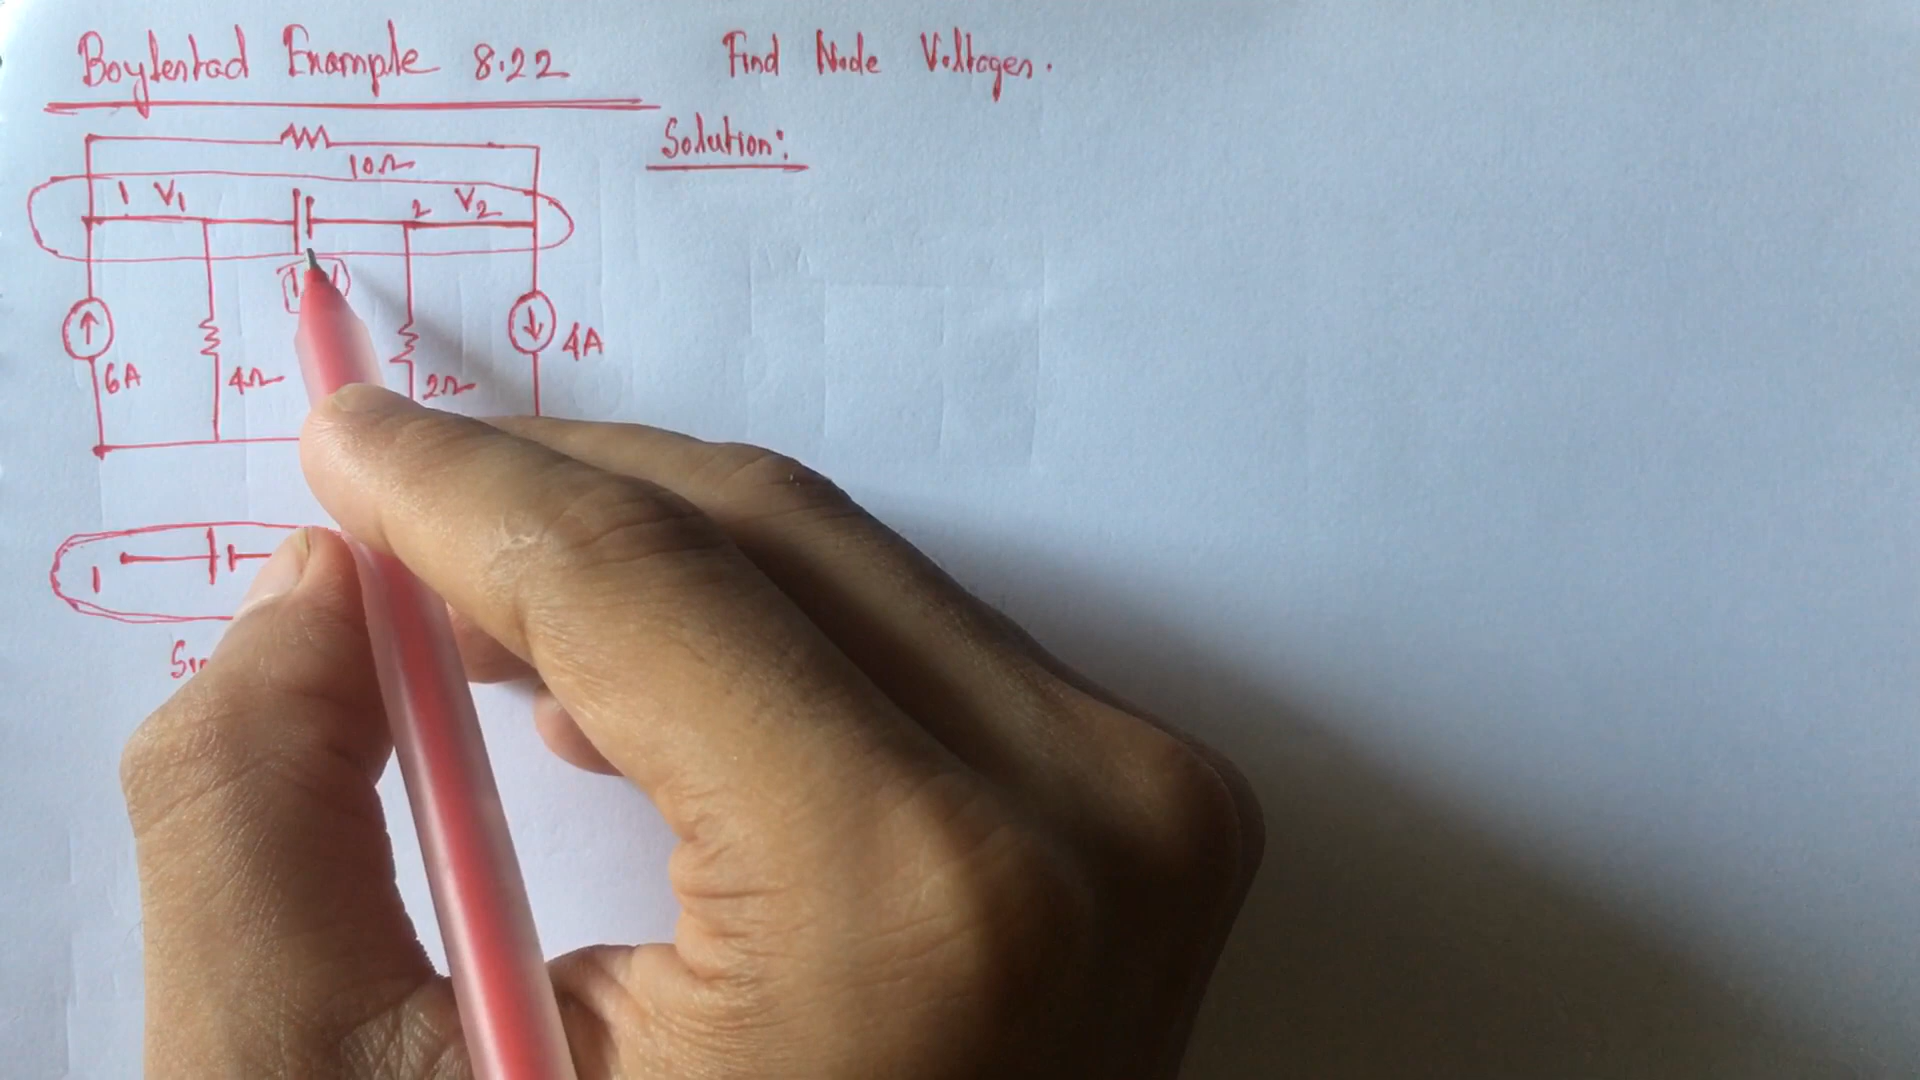 Boylestad Example 8.22
Find Node Voltages.
Solution:
10Ω
1 V1
2 V2
6A
4Ω
2Ω
4A
1